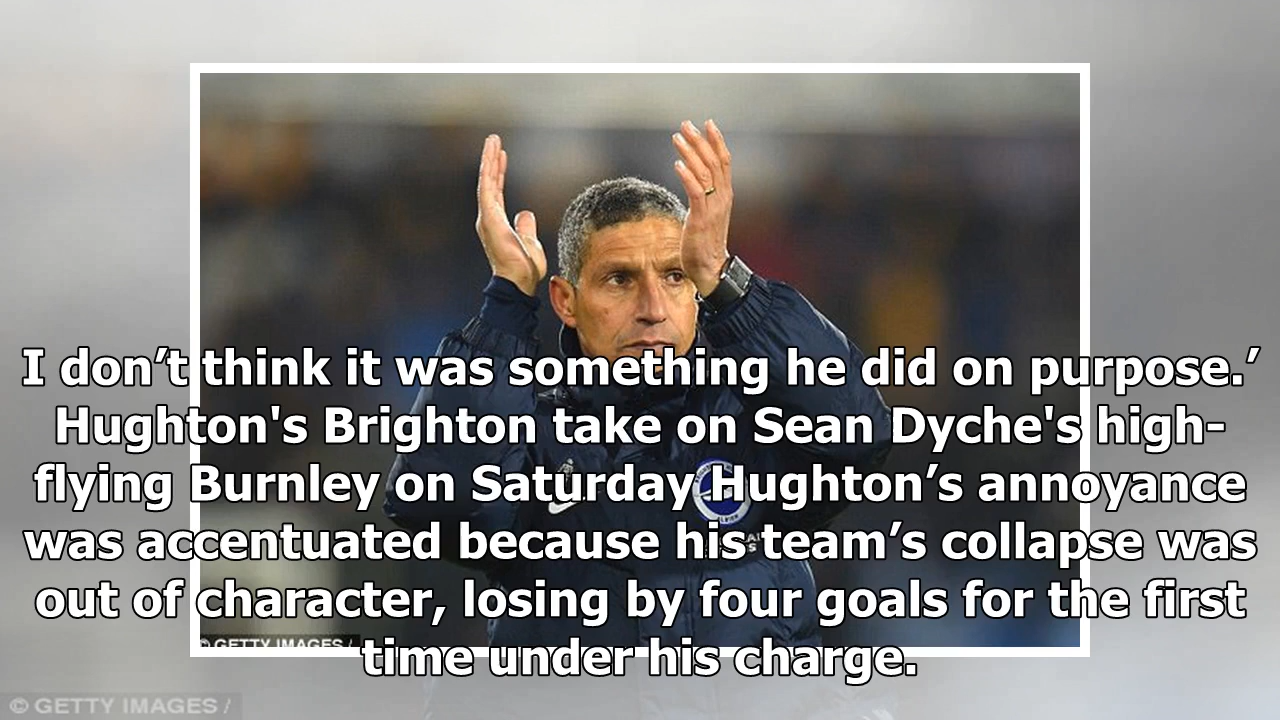 I don’t think it was something he did on purpose.’
Hughton's Brighton take on Sean Dyche's high-
flying Burnley on Saturday Hughton’s annoyance
was accentuated because his team’s collapse was
out of character, losing by four goals for the first
time under his charge.
© GETTY IMAGES /
© GETTY IMAGES /